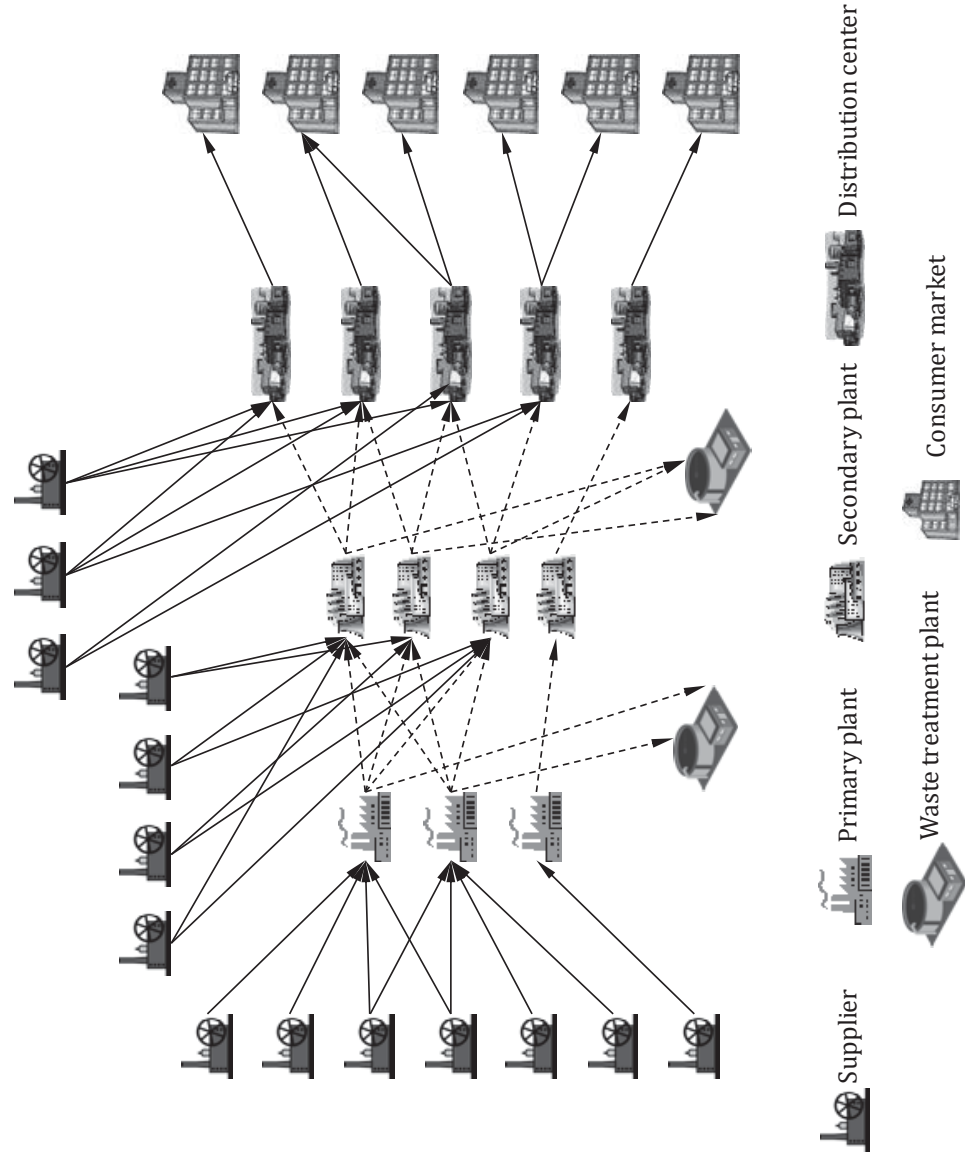 Supplier
Primary plant
Secondary plant
Distribution center
Waste treatment plant
Consumer market